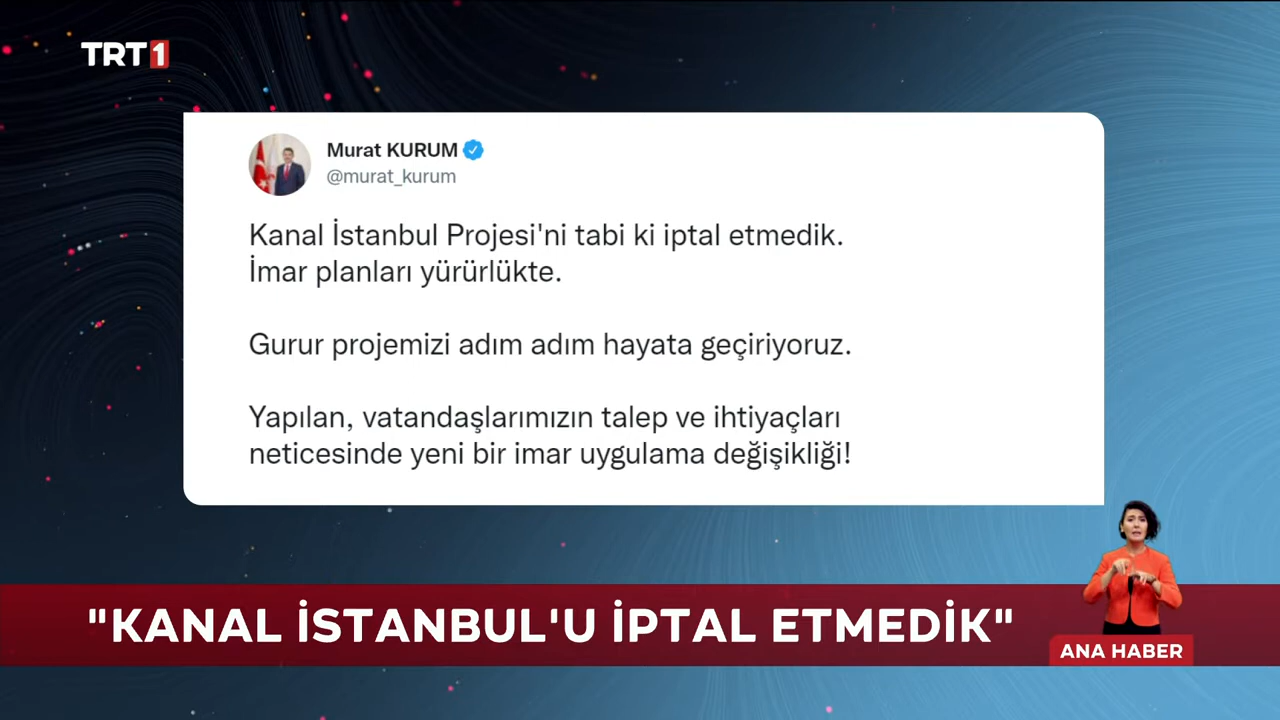 TRT1
Murat KURUM
@murat_kurum
Kanal İstanbul Projesi'ni tabi ki iptal etmedik.
İmar planları yürürlükte.
Gurur projemizi adım adım hayata geçiriyoruz.
Yapılan, vatandaşlarımızın talep ve ihtiyaçları
neticesinde yeni bir imar uygulama değişikliği!
"KANAL İSTANBUL'U İPTAL ETMEDİK"
ANA HABER